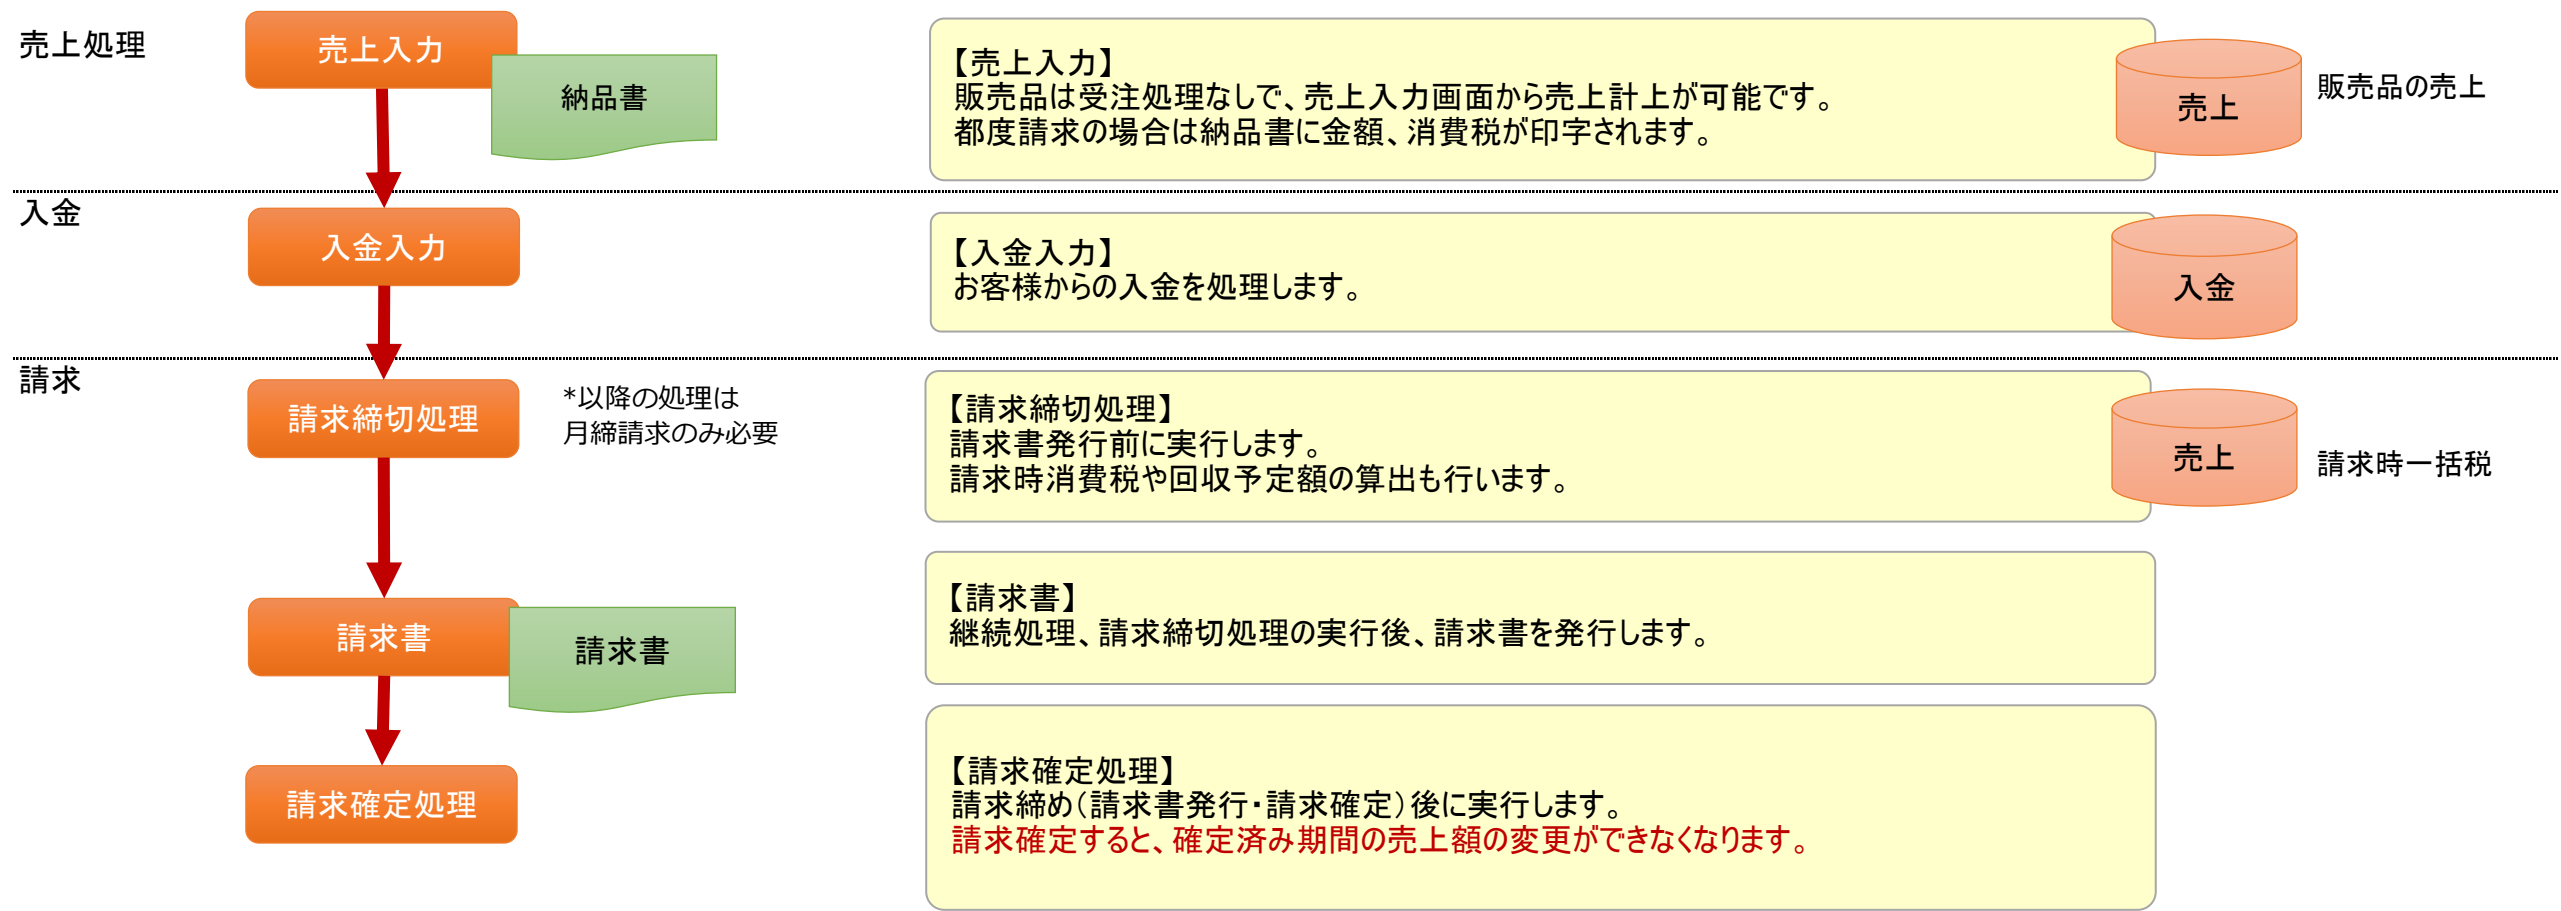 売上処理
売上入力
納品書
【売上入力】
販売品は受注処理なしで、売上入力画面から売上計上が可能です。
都度請求の場合は納品書に金額、消費税が印字されます。
売上
販売品の売上
入金
入金入力
【入金入力】
お客様からの入金を処理します。
入金
請求
請求締切処理
*以降の処理は
月締請求のみ必要
【請求締切処理】
請求書発行前に実行します。
請求時消費税や回収予定額の算出も行います。
売上
請求時一括税
請求書
請求書
【請求書】
継続処理、請求締切処理の実行後、請求書を発行します。
請求確定処理
【請求確定処理】
請求締め（請求書発行・請求確定）後に実行します。
請求確定すると、確定済み期間の売上額の変更ができなくなります。